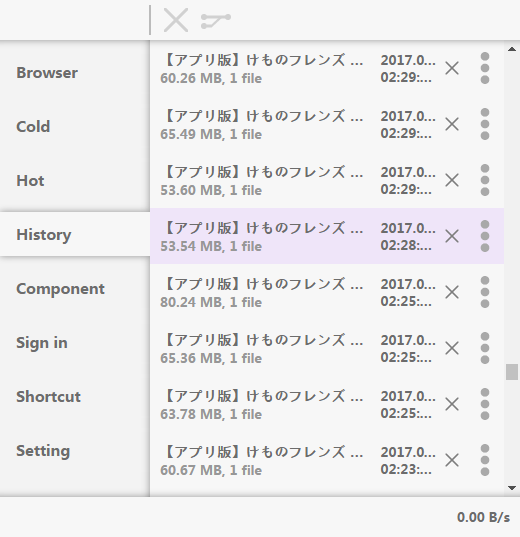 Browser
Cold
Hot
History
Component
Sign in
Shortcut
Setting
【アプリ版】けものフレンズ ... 2017.0...
60.26 MB, 1 file 02:29:...
【アプリ版】けものフレンズ ... 2017.0...
65.49 MB, 1 file 02:29:...
【アプリ版】けものフレンズ ... 2017.0...
53.60 MB, 1 file 02:29:...
【アプリ版】けものフレンズ ... 2017.0...
53.54 MB, 1 file 02:28:...
【アプリ版】けものフレンズ ... 2017.0...
80.24 MB, 1 file 02:25:...
【アプリ版】けものフレンズ ... 2017.0...
65.36 MB, 1 file 02:25:...
【アプリ版】けものフレンズ ... 2017.0...
63.78 MB, 1 file 02:25:...
【アプリ版】けものフレンズ ... 2017.0...
60.67 MB, 1 file 02:23:...
0.00 B/s